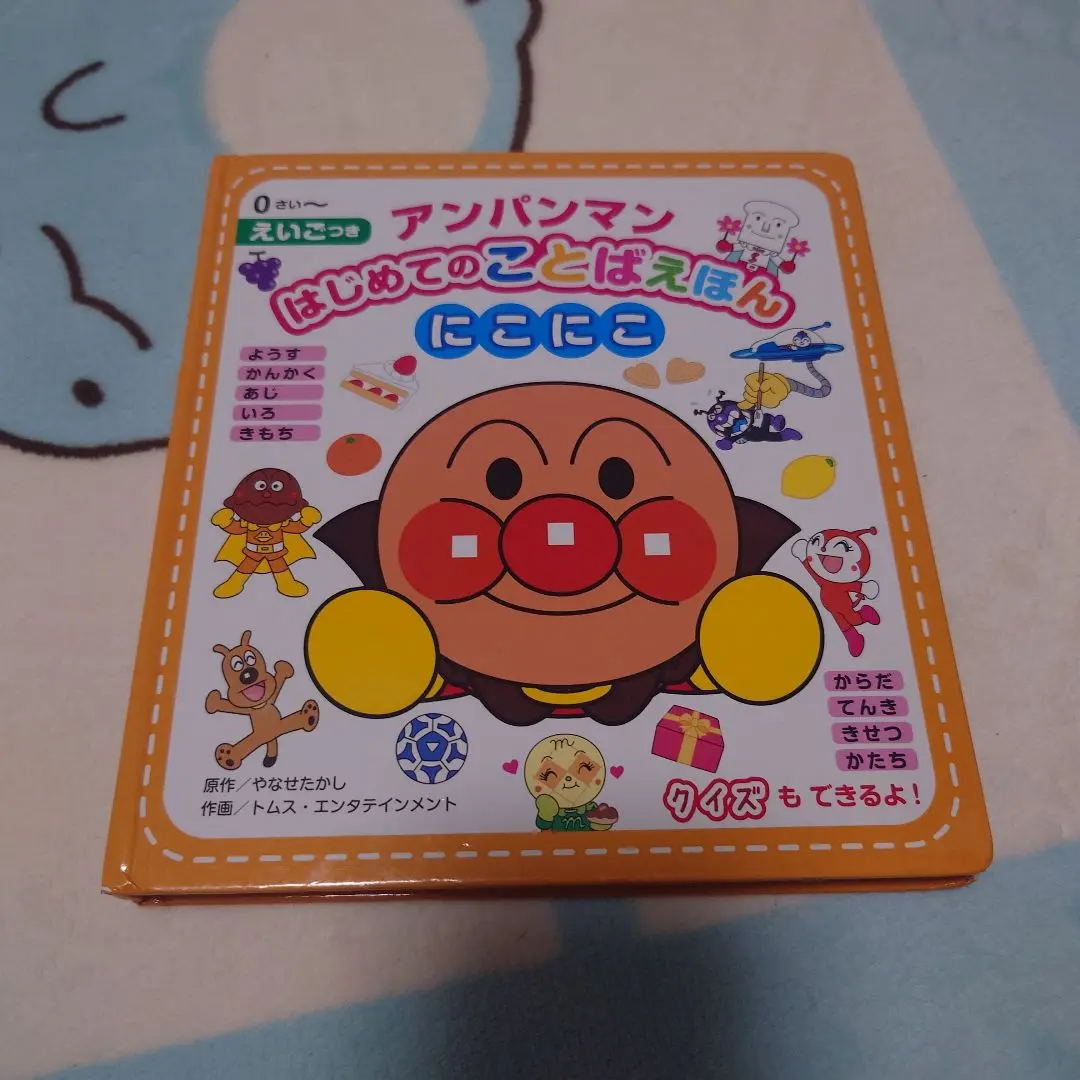 0さい〜
えいごつき
アンパンマン
はじめてのことばえほん
にこにこ
ようす
かんかく
あじ
いろ
きもち
からだ
てんき
きせつ
かたち
原作／やなせたかし
作画／トムス・エンタテインメント
クイズも できるよ！